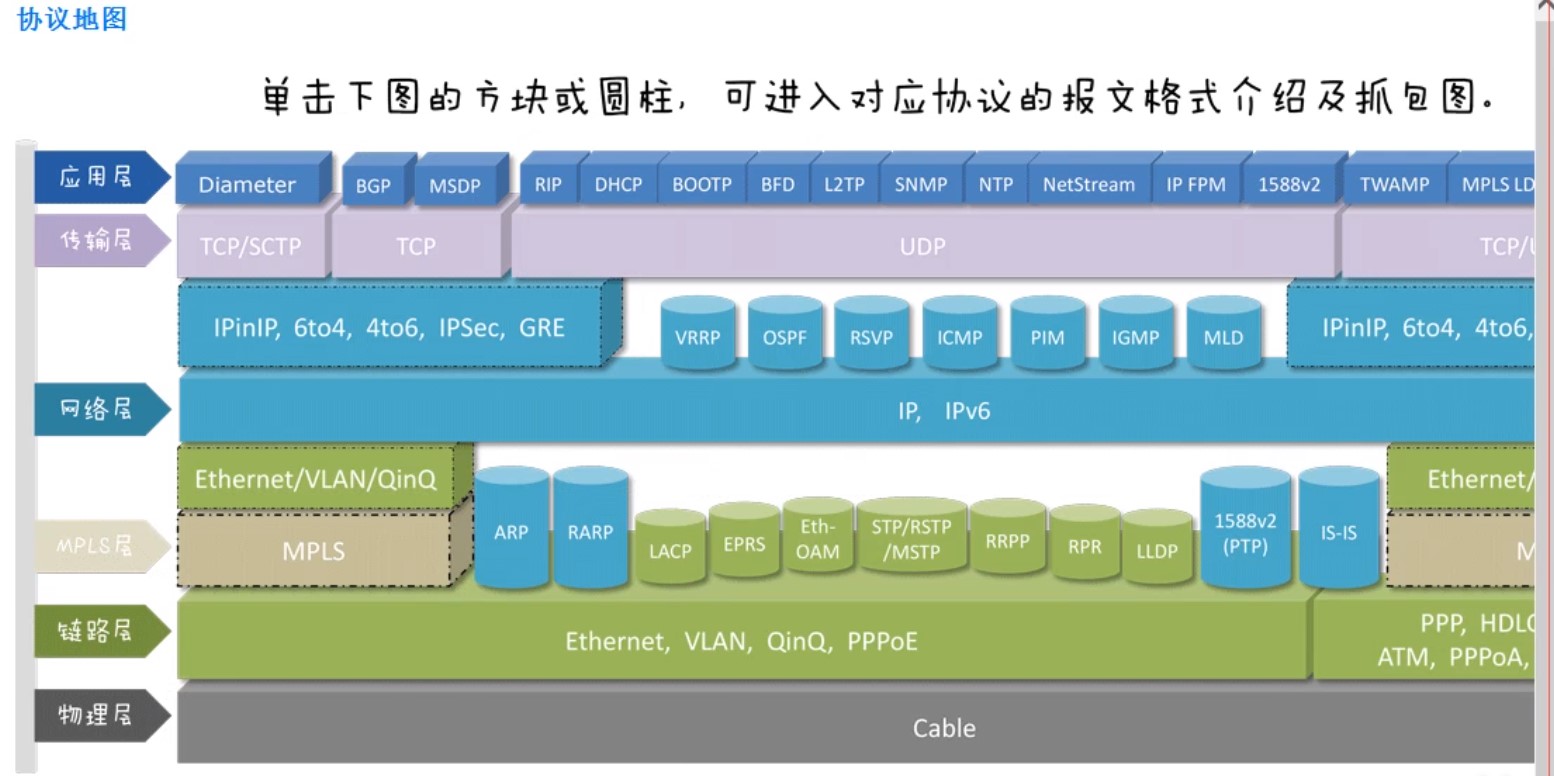 协议地图
单击下图的方块或圆柱, 可进入对应协议的报文格式介绍及抓包图。
应用层 Diameter BGP MSDP RIP DHCP BOOTP BFD L2TP SNMP NTP NetStream IP FPM 1588v2 TWAMP MPLS LD
传输层 TCP/SCTP TCP UDP TCP/U
IPinIP, 6to4, 4to6, IPSec, GRE VRRP OSPF RSVP ICMP PIM IGMP MLD IPinIP, 6to4, 4to6,
网络层 IP, IPv6
Ethernet/VLAN/QinQ Ethernet/
MPLS层 MPLS ARP RARP LACP EPRS Eth-OAM STP/RSTP/MSTP RRPP RPR LLDP 1588v2 (PTP) IS-IS M
链路层 Ethernet, VLAN, QinQ, PPPoE PPP, HDLC
ATM, PPPoA,
物理层 Cable